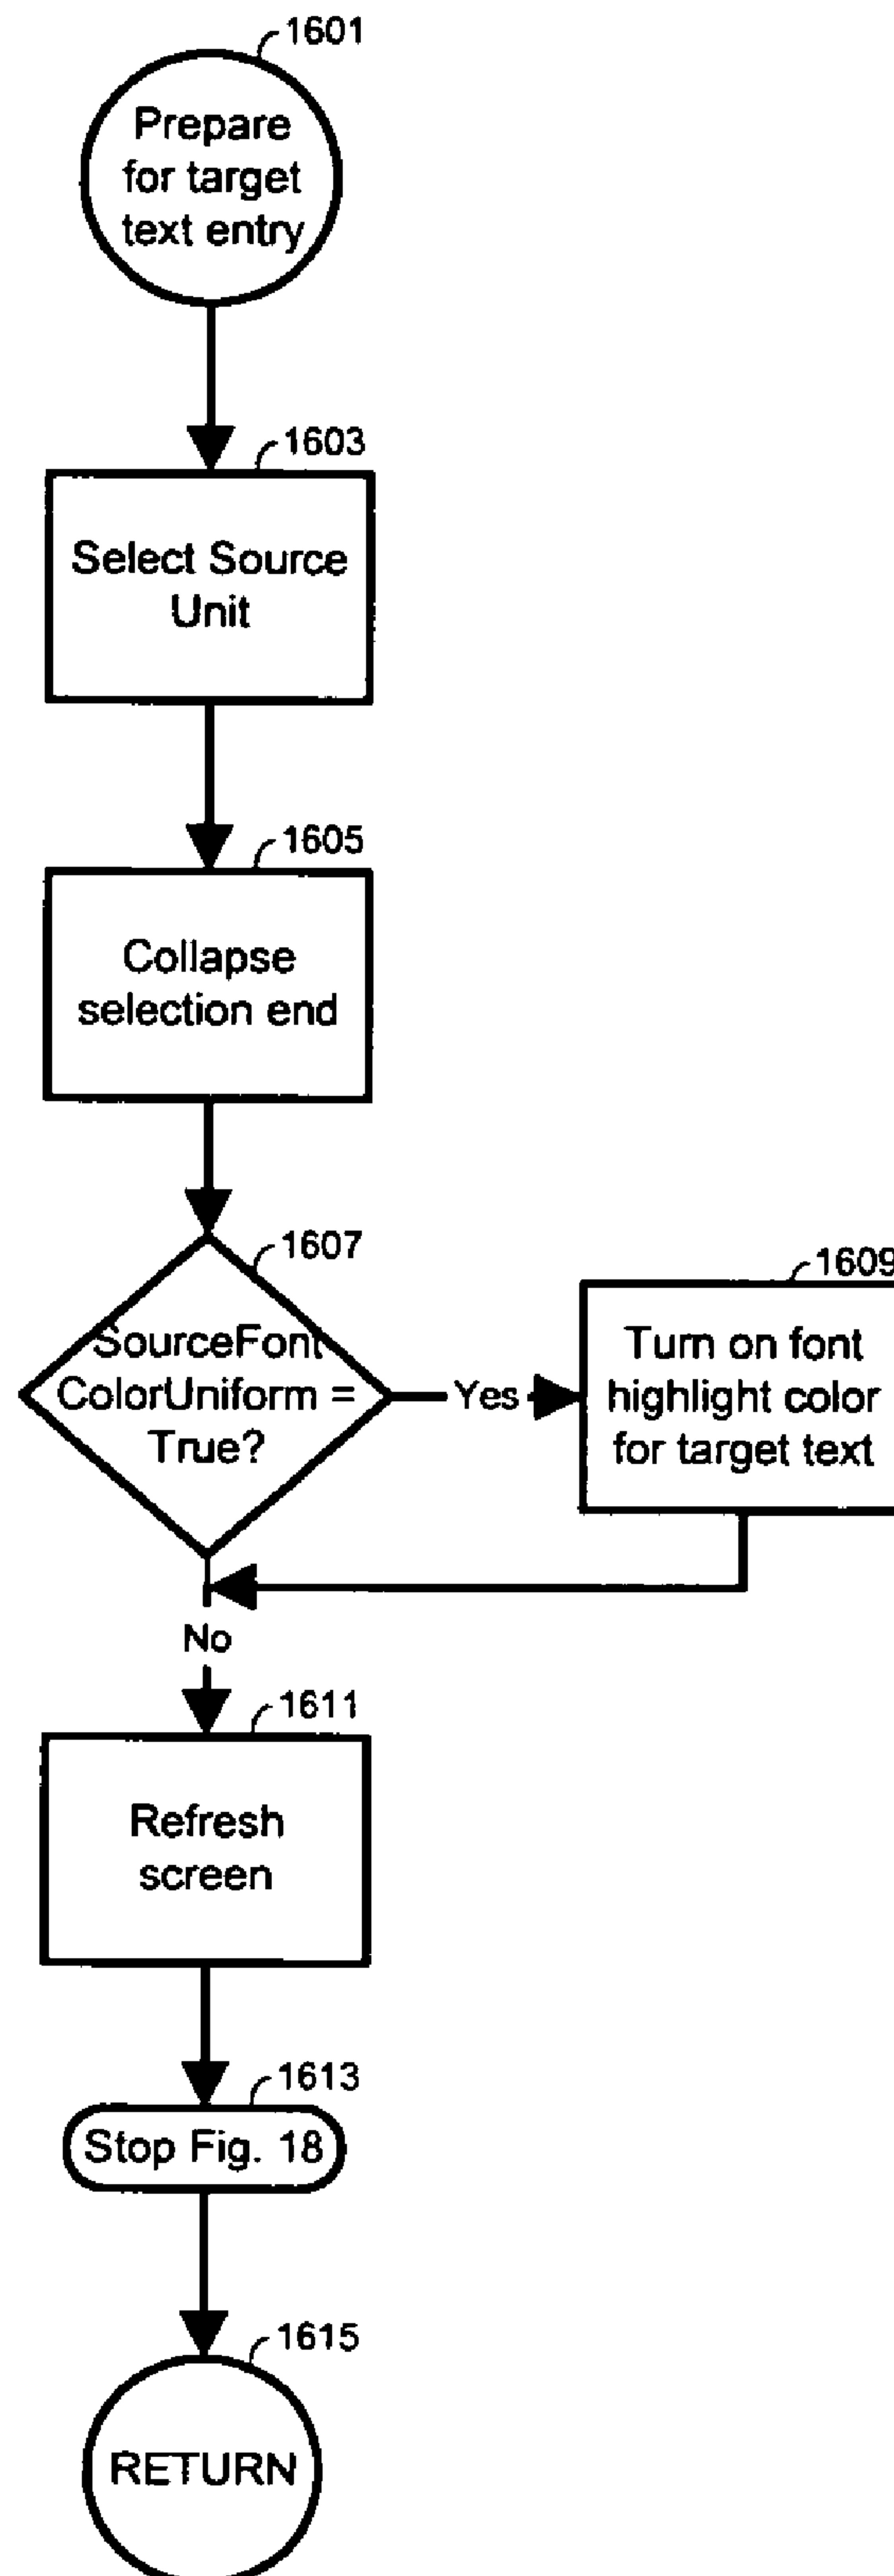 1601
Prepare
for target
text entry
1603
Select Source
Unit
1605
Collapse
selection end
1607
SourceFont
ColorUniform =
True?
Yes
1609
Turn on font
highlight color
for target text
No
1611
Refresh
screen
1613
Stop Fig. 18
1615
RETURN